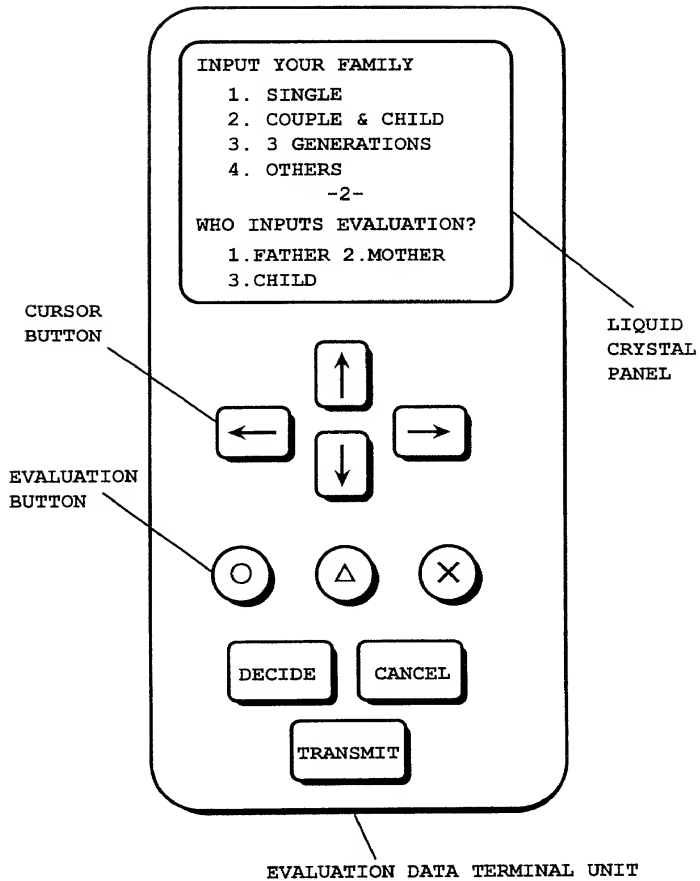 INPUT YOUR FAMILY
1. SINGLE
2. COUPLE & CHILD
3. 3 GENERATIONS
4. OTHERS
-2-
WHO INPUTS EVALUATION?
1.FATHER 2.MOTHER
3.CHILD
CURSOR
BUTTON
LIQUID
CRYSTAL
PANEL
EVALUATION
BUTTON
DECIDE
CANCEL
TRANSMIT
EVALUATION DATA TERMINAL UNIT